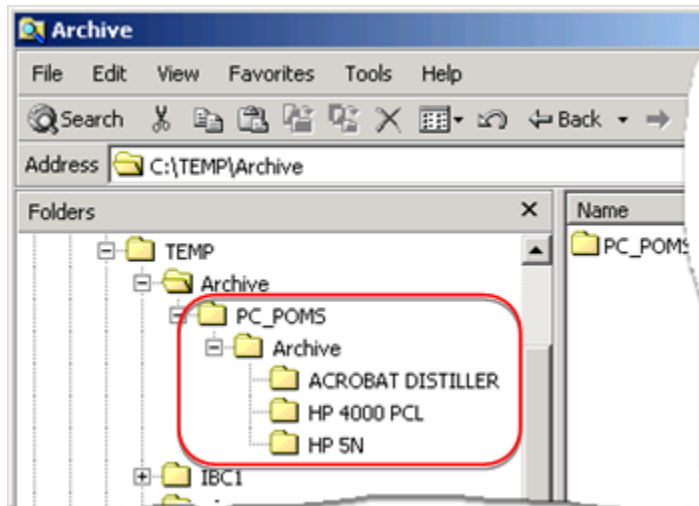 Archive
File Edit View Favorites Tools Help
Search Back
Address C:\TEMP\Archive
Folders
Name
TEMP
PC_POMS
Archive
PC_POMS
Archive
ACROBAT DISTILLER
HP 4000 PCL
HP 5N
IBC1